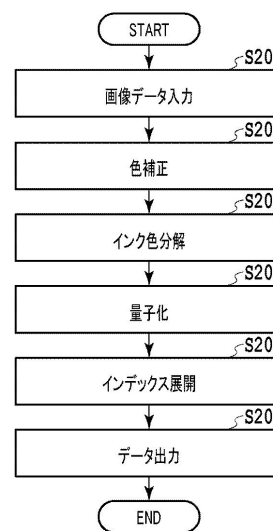 START
S20
画像データ入力
S20
色補正
S20
インク色分解
S20
量子化
S20
インデックス展開
S20
データ出力
END